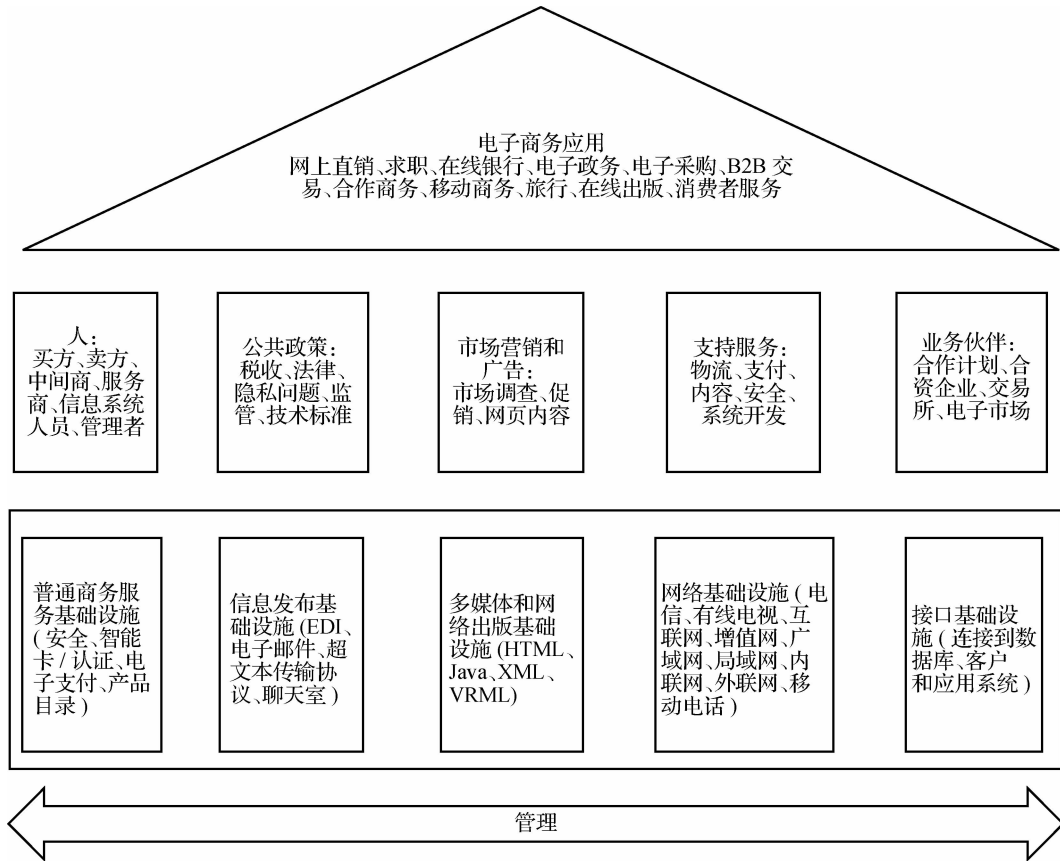 电子商务应用
网上直销、求职、在线银行、电子政务、电子采购、B2B 交
易、合作商务、移动商务、旅行、在线出版、消费者服务
人：
买方、卖方、
中间商、服务
商、信息系统
人员、管理者
公共政策：
税收、法律、
隐私问题、监
管、技术标准
市场营销和
广告：
市场调查、促
销、网页内容
支持服务：
物流、支付、
内容、安全、
系统开发
业务伙伴：
合作计划、合
资企业、交易
所、电子市场
普通商务服
务基础设施
( 安全、智能
卡 / 认证、电
子支付、产品
目录 )
信息发布基
础设施 (EDI、
电子邮件、超
文本传输协
议、聊天室 )
多媒体和网
络出版基础
设施 (HTML、
Java、XML、
VRML)
网络基础设施 ( 电
信、有线电视、互
联网、增值网、广
域网、局域网、内
联网、外联网、移
动电话 )
接口基础设
施 ( 连接到数
据库、客户
和应用系统 )
管理